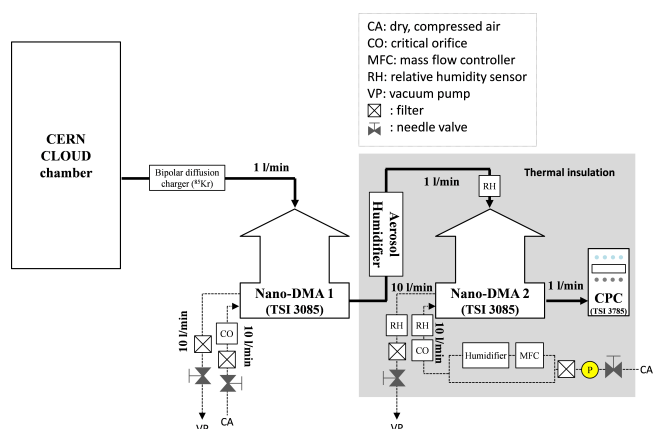 CA: dry, compressed air
CO: critical orifice
MFC: mass flow controller
RH: relative humidity sensor
VP: vacuum pump
: filter
: needle valve
CERN
CLOUD
chamber
Bipolar diffusion
charger (⁸⁵Kr)
1 l/min
1 l/min
RH
Thermal insulation
Aerosol
Humidifier
Nano-DMA 1
(TSI 3085)
10 l/min
Nano-DMA 2
(TSI 3085)
1 l/min
CPC
(TSI 3785)
10 l/min
CO
10 l/min
RH
RH
CO
10 l/min
Humidifier
MFC
P
CA
VP
CA
VP